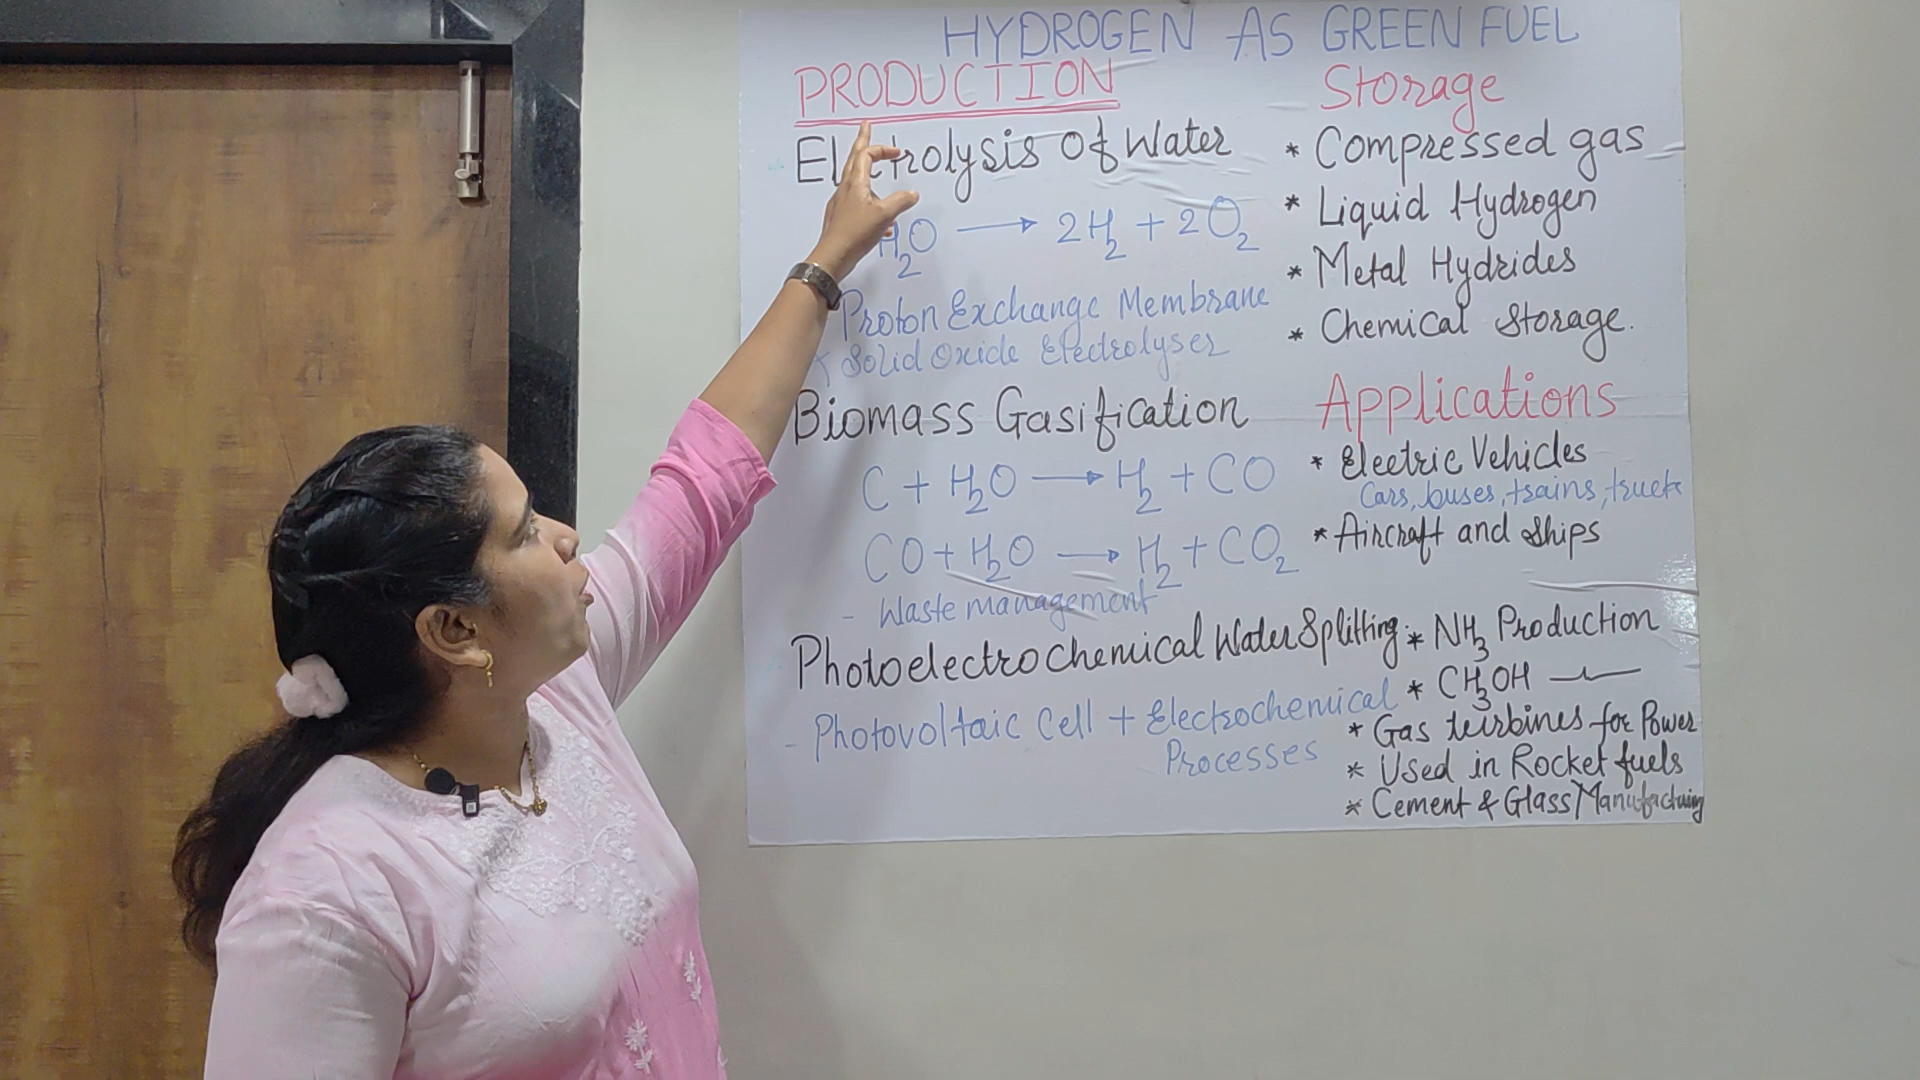 HYDROGEN AS GREEN FUEL
PRODUCTION
Electrolysis Of Water
H2O → 2H2 + 2O2
Proton Exchange Membrane
* Solid Oxide Electrolyser
Biomass Gasification
C + H2O → H2 + CO
CO + H2O → H2 + CO2
- Waste management
Photoelectrochemical Water Splitting.
- Photovoltaic Cell + Electrochemical
Processes
Storage
* Compressed gas
* Liquid Hydrogen
* Metal Hydrides
* Chemical Storage.
Applications
* Electric Vehicles
Cars, buses, trains, truck
* Aircraft and Ships
* NH3 Production
* CH3OH
* Gas turbines for Power
* Used in Rocket fuels
* Cement & Glass Manufacturing